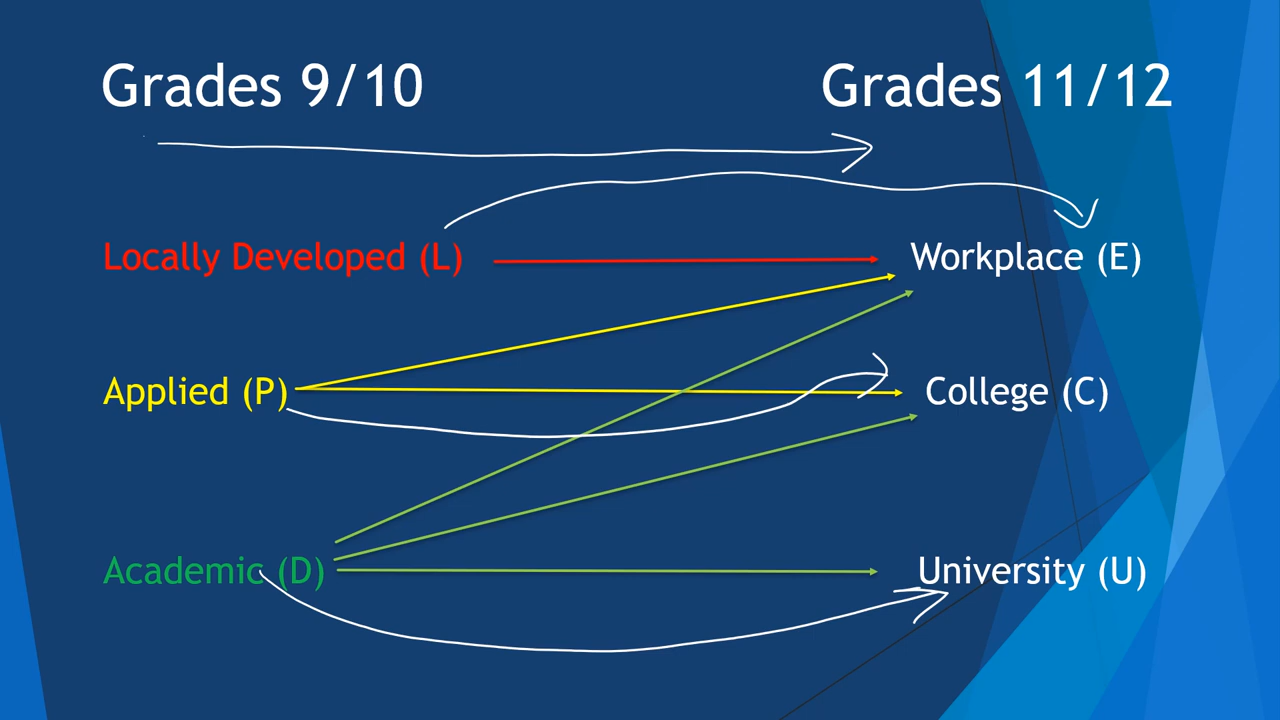 Grades 9/10
Grades 11/12
Locally Developed (L)
Workplace (E)
Applied (P)
College (C)
Academic (D)
University (U)